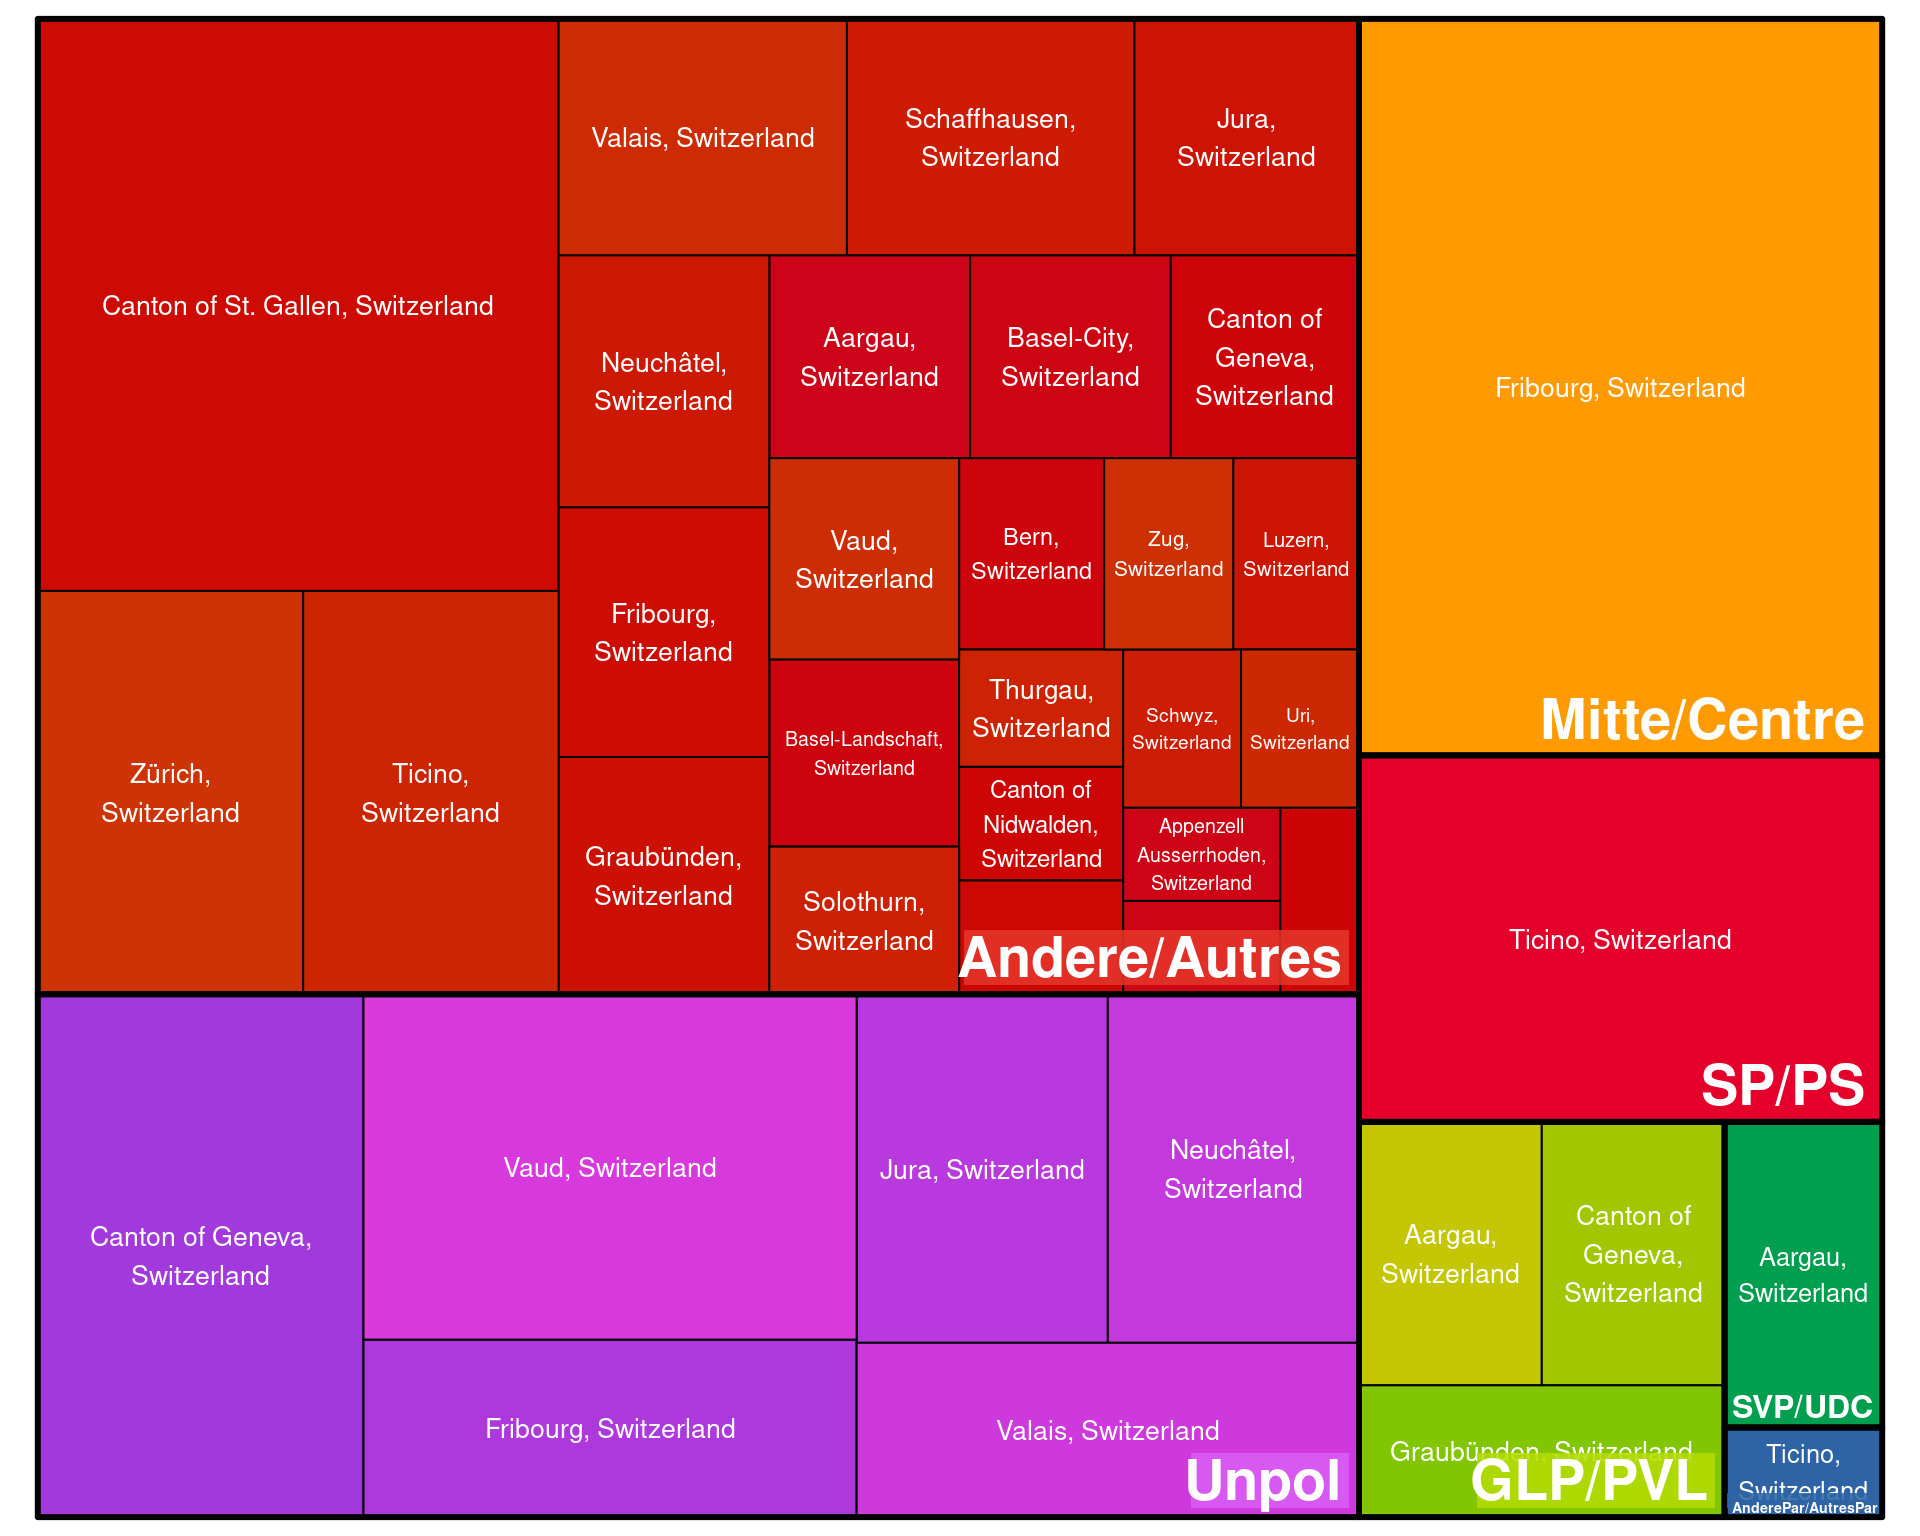 Canton of St. Gallen, Switzerland
Valais, Switzerland
Schaffhausen,
Switzerland
Jura,
Switzerland
Neuchâtel,
Switzerland
Aargau,
Switzerland
Basel-City,
Switzerland
Canton of
Geneva,
Switzerland
Fribourg,
Switzerland
Vaud,
Switzerland
Bern,
Switzerland
Zug,
Switzerland
Luzern,
Switzerland
Zürich,
Switzerland
Ticino,
Switzerland
Graubünden,
Switzerland
Basel-Landschaft,
Switzerland
Solothurn,
Switzerland
Thurgau,
Switzerland
Schwyz,
Switzerland
Uri,
Switzerland
Canton of
Nidwalden,
Switzerland
Appenzell
Ausserrhoden,
Switzerland
Andere/Autres
Canton of Geneva,
Switzerland
Vaud, Switzerland
Jura, Switzerland
Neuchâtel,
Switzerland
Fribourg, Switzerland
Valais, Switzerland
Unpol
Fribourg, Switzerland
Mitte/Centre
Ticino, Switzerland
SP/PS
Aargau,
Switzerland
Canton of
Geneva,
Switzerland
Graubünden, Switzerland
GLP/PVL
Aargau,
Switzerland
SVP/UDC
Ticino,
Switzerland
AnderePar/AutresPar